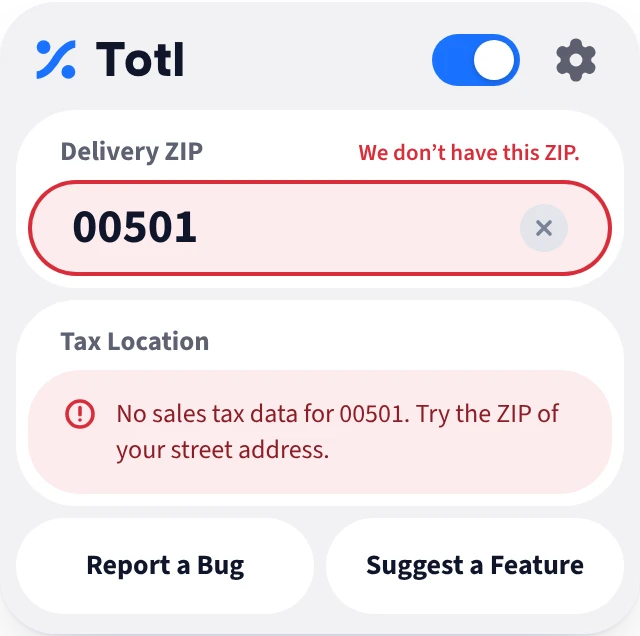 Totl
Delivery ZIP
We don’t have this ZIP.
00501
Tax Location
No sales tax data for 00501. Try the ZIP of
your street address.
Report a Bug
Suggest a Feature